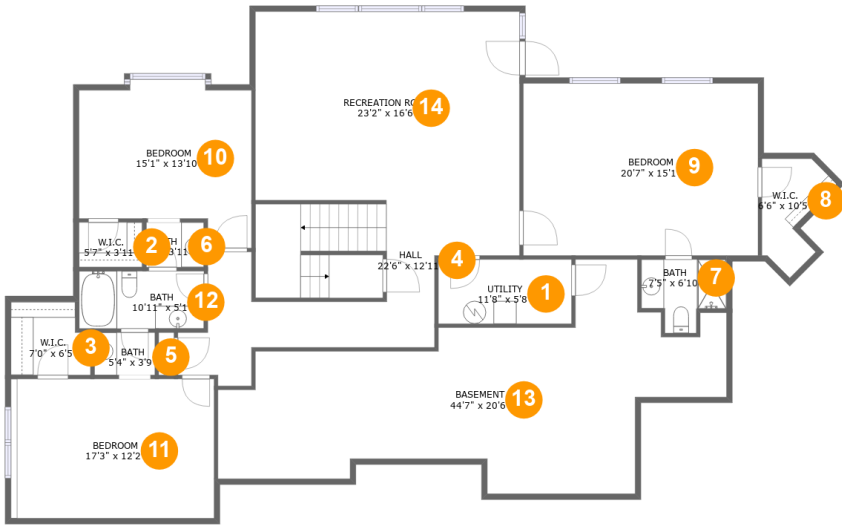 RECREATION
23'2" x 16'6
14
BEDROOM
15'1" x 13'10
10
BEDROOM
20'7" x 15'1
9
W.I.C.
6'6" x 10'5
8
W.I.C.
5'7" x 3'11
2
6
HALL
22'6" x 12'11
4
BATH
7'5" x 6'10
7
UTILITY
11'8" x 5'8
1
BATH
10'11" x 5'1
12
W.I.C.
7'0" x 6'5
3
BATH
5'4" x 3'9
5
BASEMENT
44'7" x 20'6
13
BEDROOM
17'3" x 12'2
11